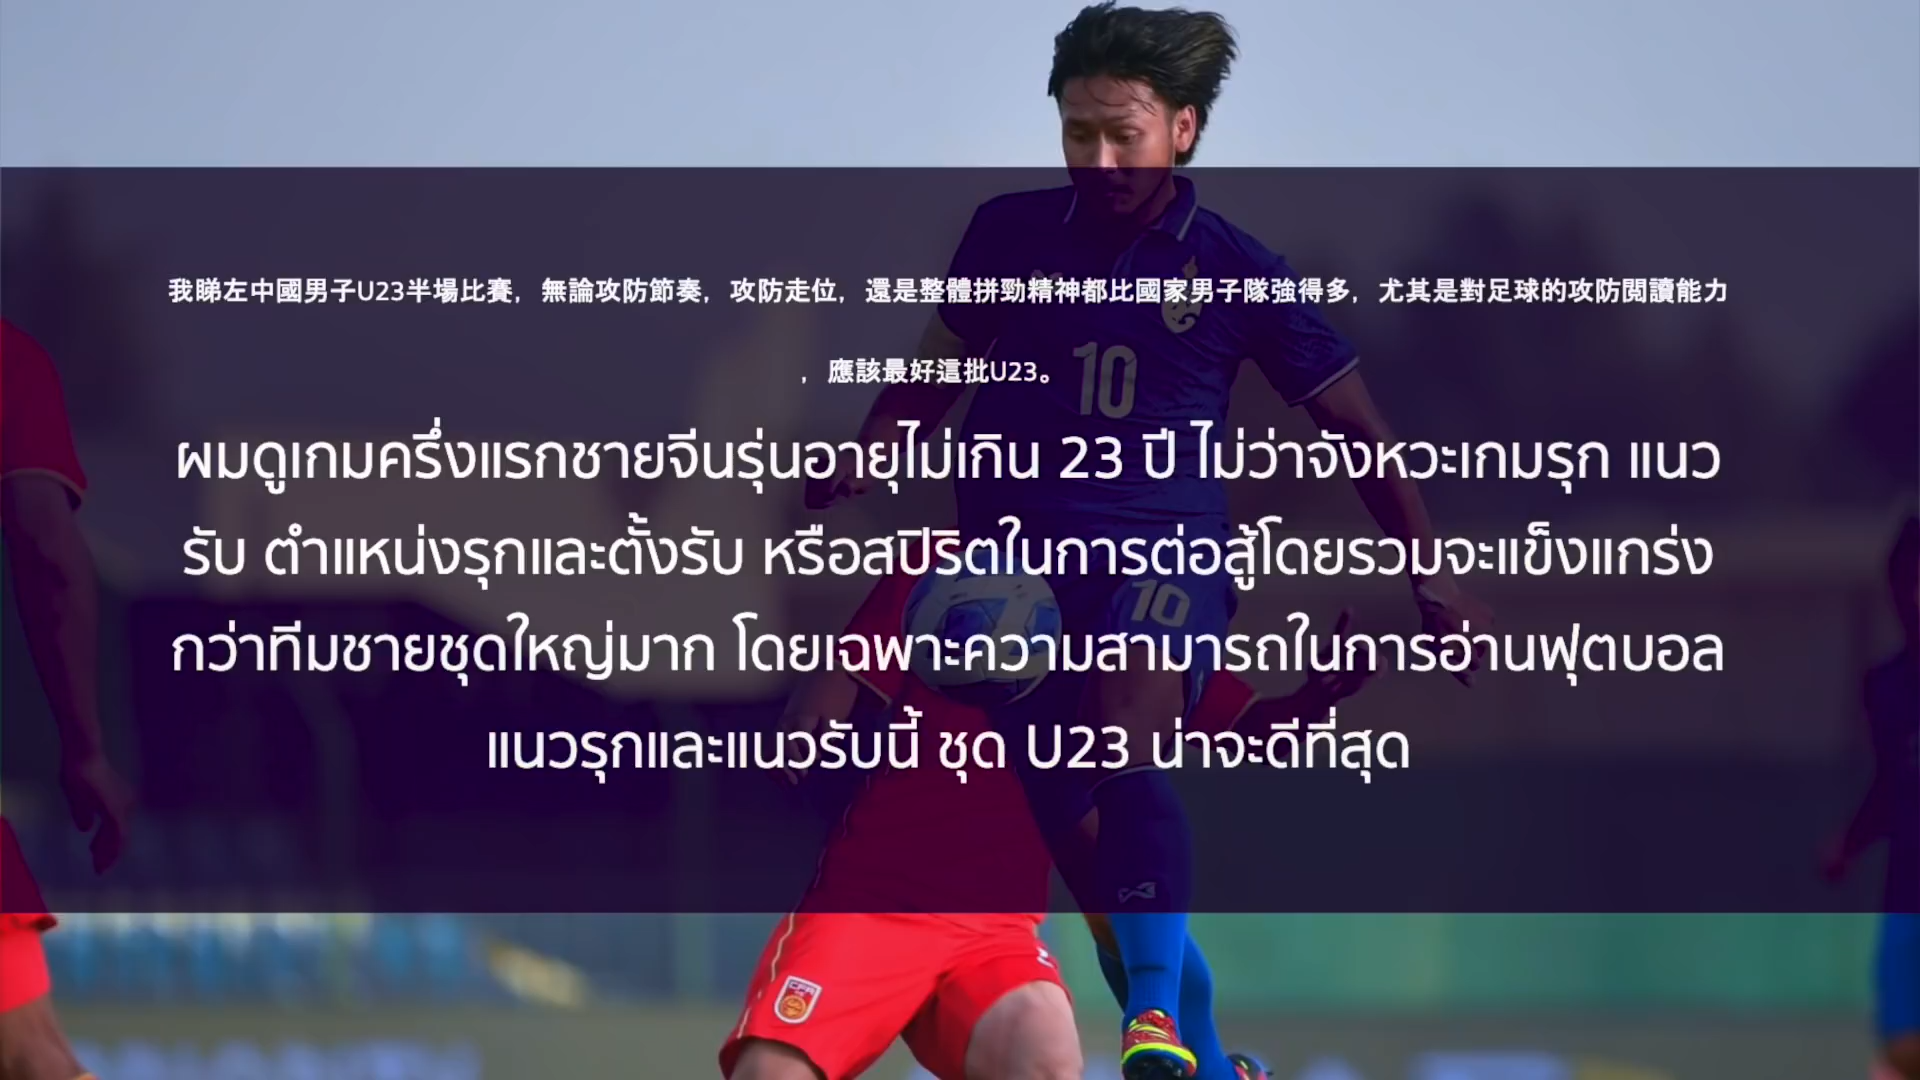 我睇左中國男子U23半場比賽，無論攻防節奏，攻防走位，還是整體拼勁精神都比國家男子隊強得多，尤其是對足球的攻防閲讀能力
，應該最好這批U23。
ผมดูเกมครึ่งแรกชายจีนรุ่นอายุไม่เกิน 23 ปี ไม่ว่าจังหวะเกมรุก แนว
รับ ตำแหน่งรุกและตั้งรับ หรือสปิริตในการต่อสู้โดยรวมจะแข็งแกร่ง
กว่าทีมชายชุดใหญ่มาก โดยเฉพาะความสามารถในการอ่านฟุตบอล
แนวรุกและแนวรับนี้ ชุด U23 น่าจะดีที่สุด
10
10
CFA